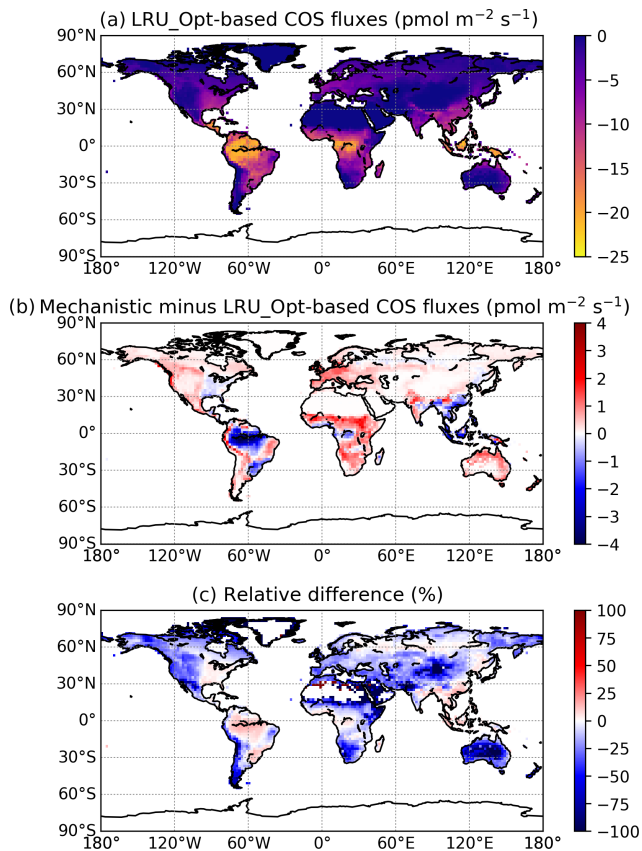 (a) LRU_Opt-based COS fluxes (pmol m⁻² s⁻¹)
90°N
60°N
30°N
0°
30°S
60°S
90°S
180° 120°W 60°W 0° 60°E 120°E 180°
0
−5
−10
−15
−20
−25
(b) Mechanistic minus LRU_Opt-based COS fluxes (pmol m⁻² s⁻¹)
90°N
60°N
30°N
0°
30°S
60°S
90°S
180° 120°W 60°W 0° 60°E 120°E 180°
4
3
2
1
0
−1
−2
−3
−4
(c) Relative difference (%)
90°N
60°N
30°N
0°
30°S
60°S
90°S
180° 120°W 60°W 0° 60°E 120°E 180°
100
75
50
25
0
−25
−50
−75
−100